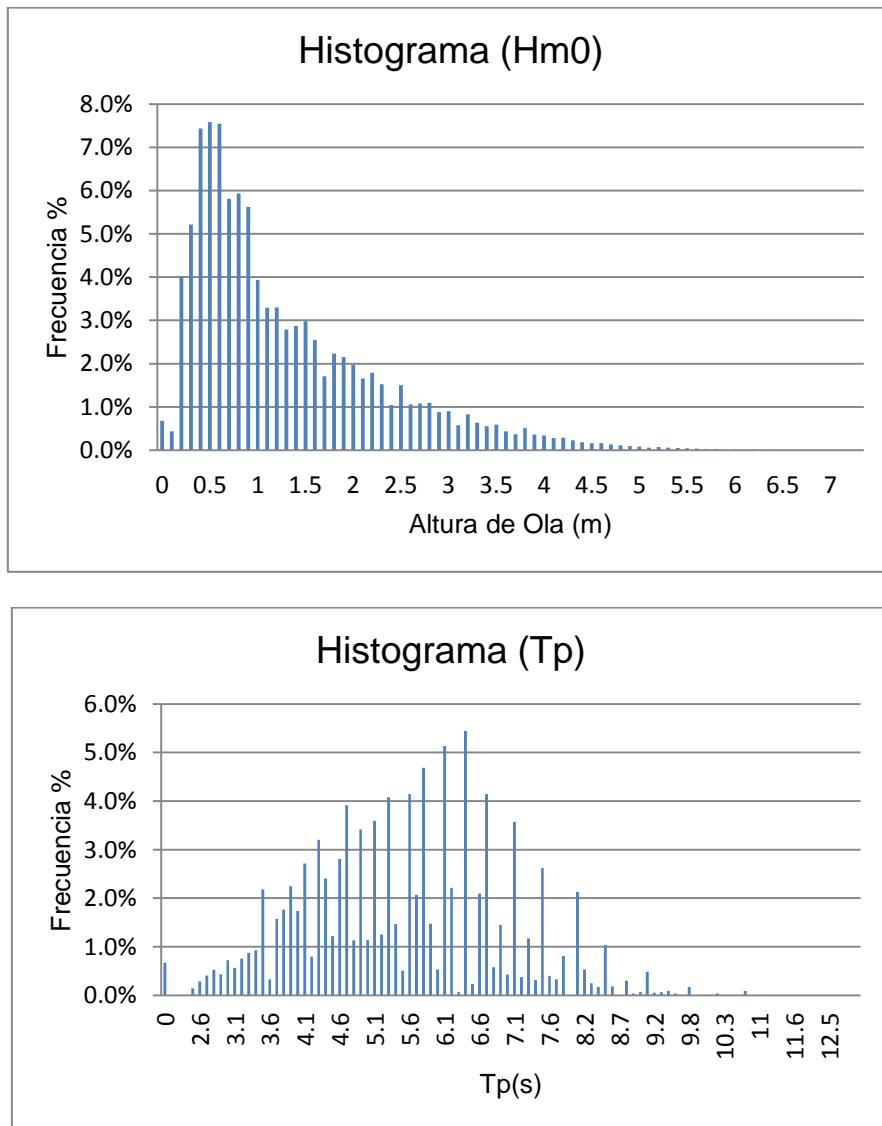 Histograma (Hm0)
8.0%
7.0%
6.0%
5.0%
4.0%
3.0%
2.0%
1.0%
0.0%
Frecuencia %
0 0.5 1 1.5 2 2.5 3 3.5 4 4.5 5 5.5 6 6.5 7
Altura de Ola (m)
Histograma (Tp)
6.0%
5.0%
4.0%
3.0%
2.0%
1.0%
0.0%
Frecuencia %
0 2.6 3.1 3.6 4.1 4.6 5.1 5.6 6.1 6.6 7.1 7.6 8.2 8.7 9.2 9.8 10.3 11 11.6 12.5
Tp(s)